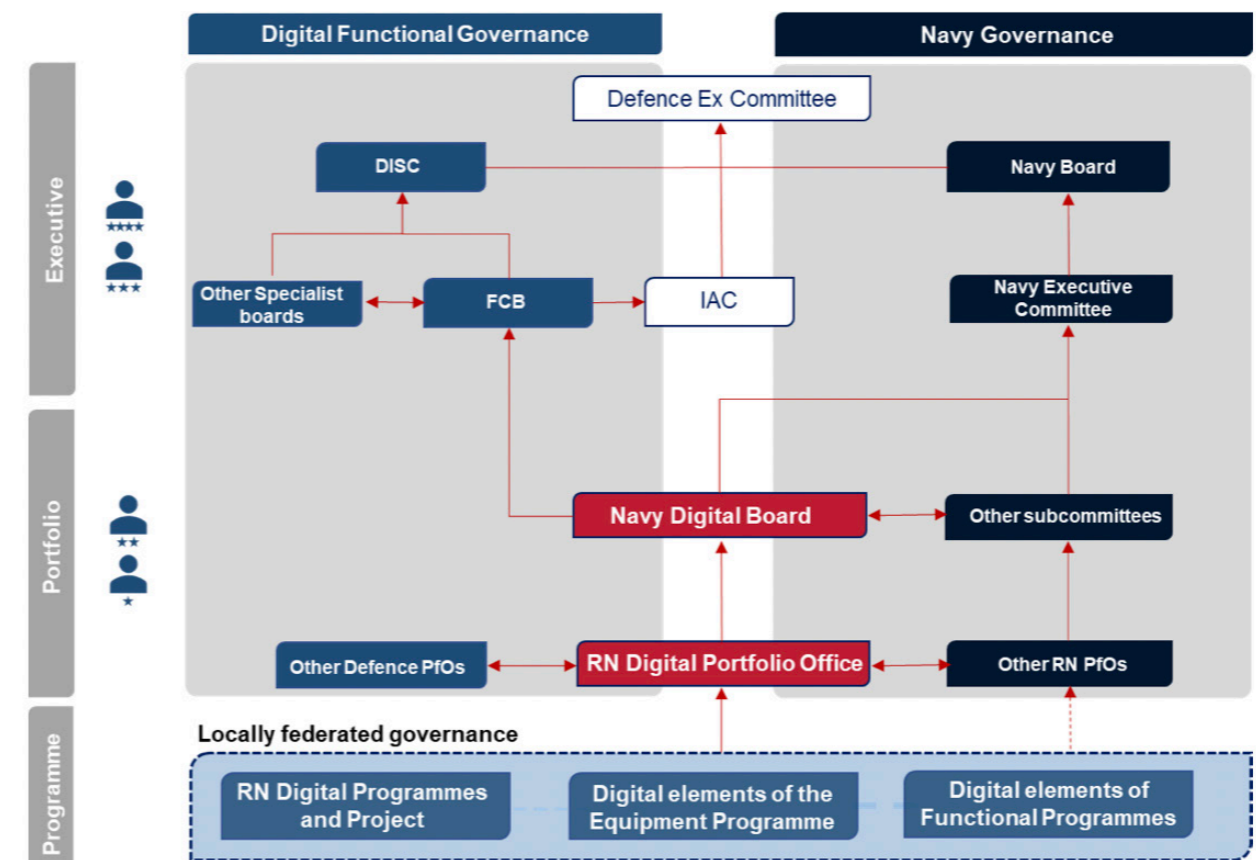 Digital Functional Governance
Navy Governance
Executive
Defence Ex Committee
DISC
Navy Board
★★★★
★★★
Other Specialist
boards
FCB
IAC
Navy Executive
Committee
Portfolio
★★
★
Navy Digital Board
Other subcommittees
Other Defence PfOs
RN Digital Portfolio Office
Other RN PfOs
Programme
Locally federated governance
RN Digital Programmes
and Project
Digital elements of the
Equipment Programme
Digital elements of
Functional Programmes